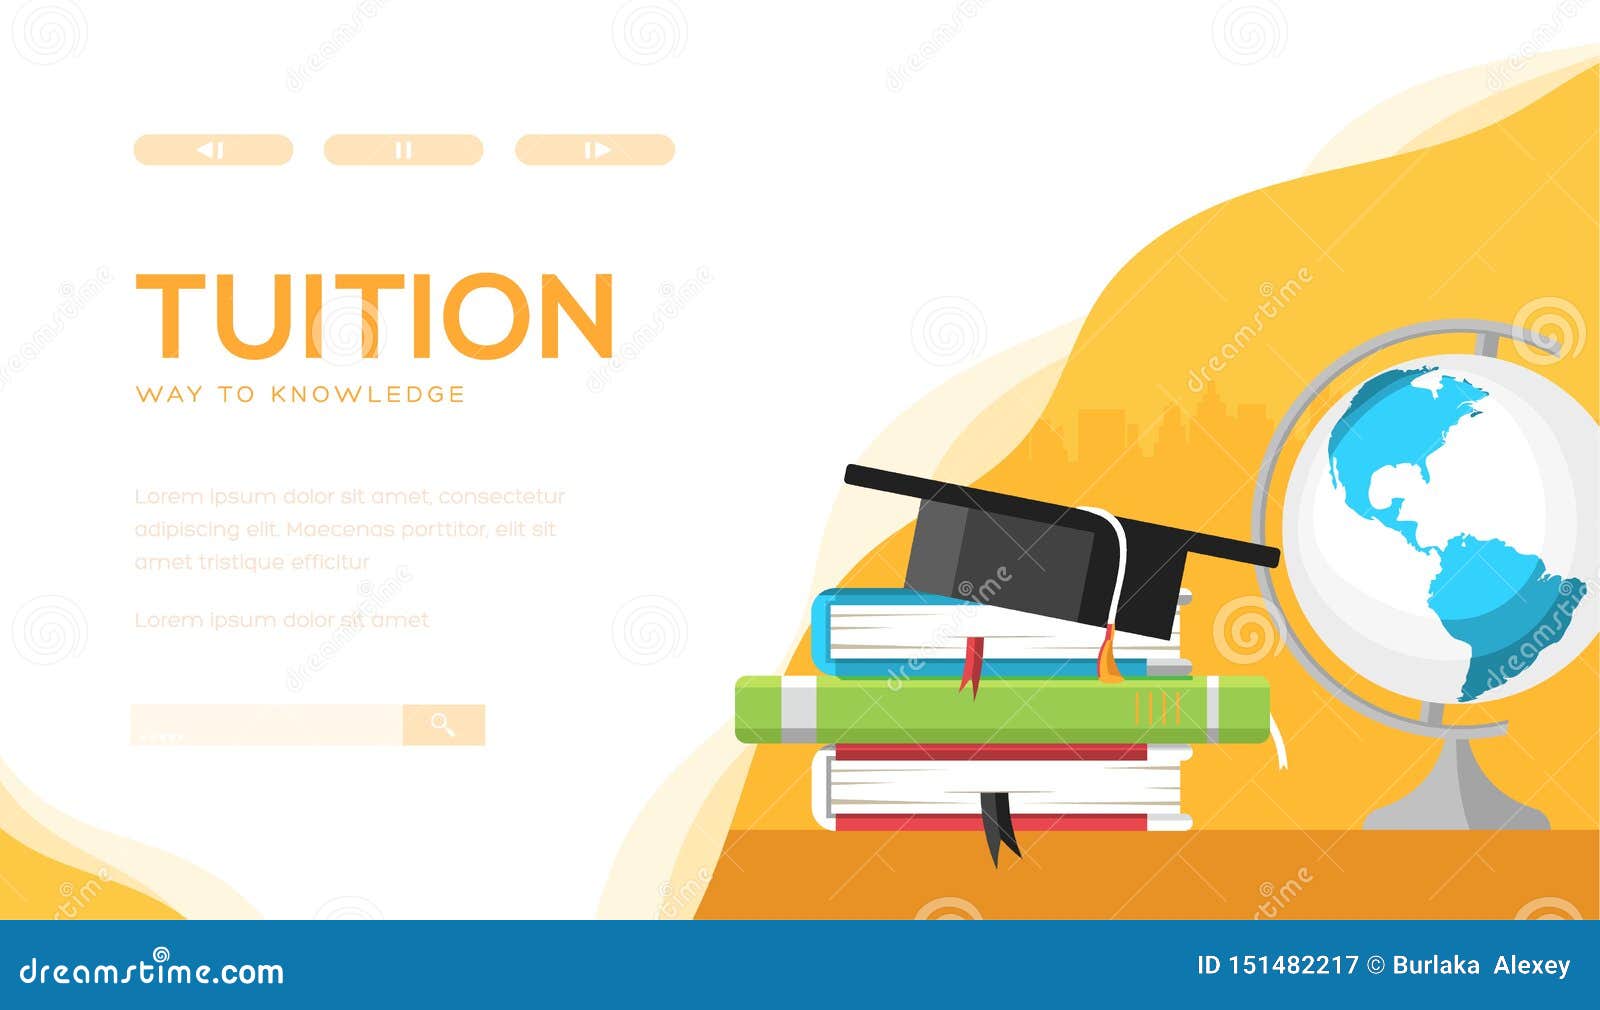 TUITION
WAY TO KNOWLEDGE
Lorem ipsum dolor sit amet, consectetur
adipiscing elit. Maecenas porttitor, elit sit
amet tristique efficitur
Lorem ipsum dolor sit amet
dreamstime.com
ID 151482217 © Burlaka Alexey